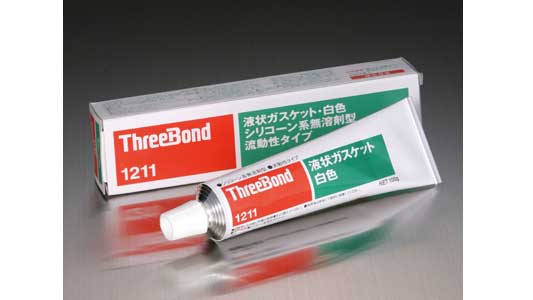 ThreeBond
1211
液状ガスケット・白色
シリコーン系無溶剤型
流動性タイプ
ThreeBond
1211
液状ガスケット
白色
NET 100g